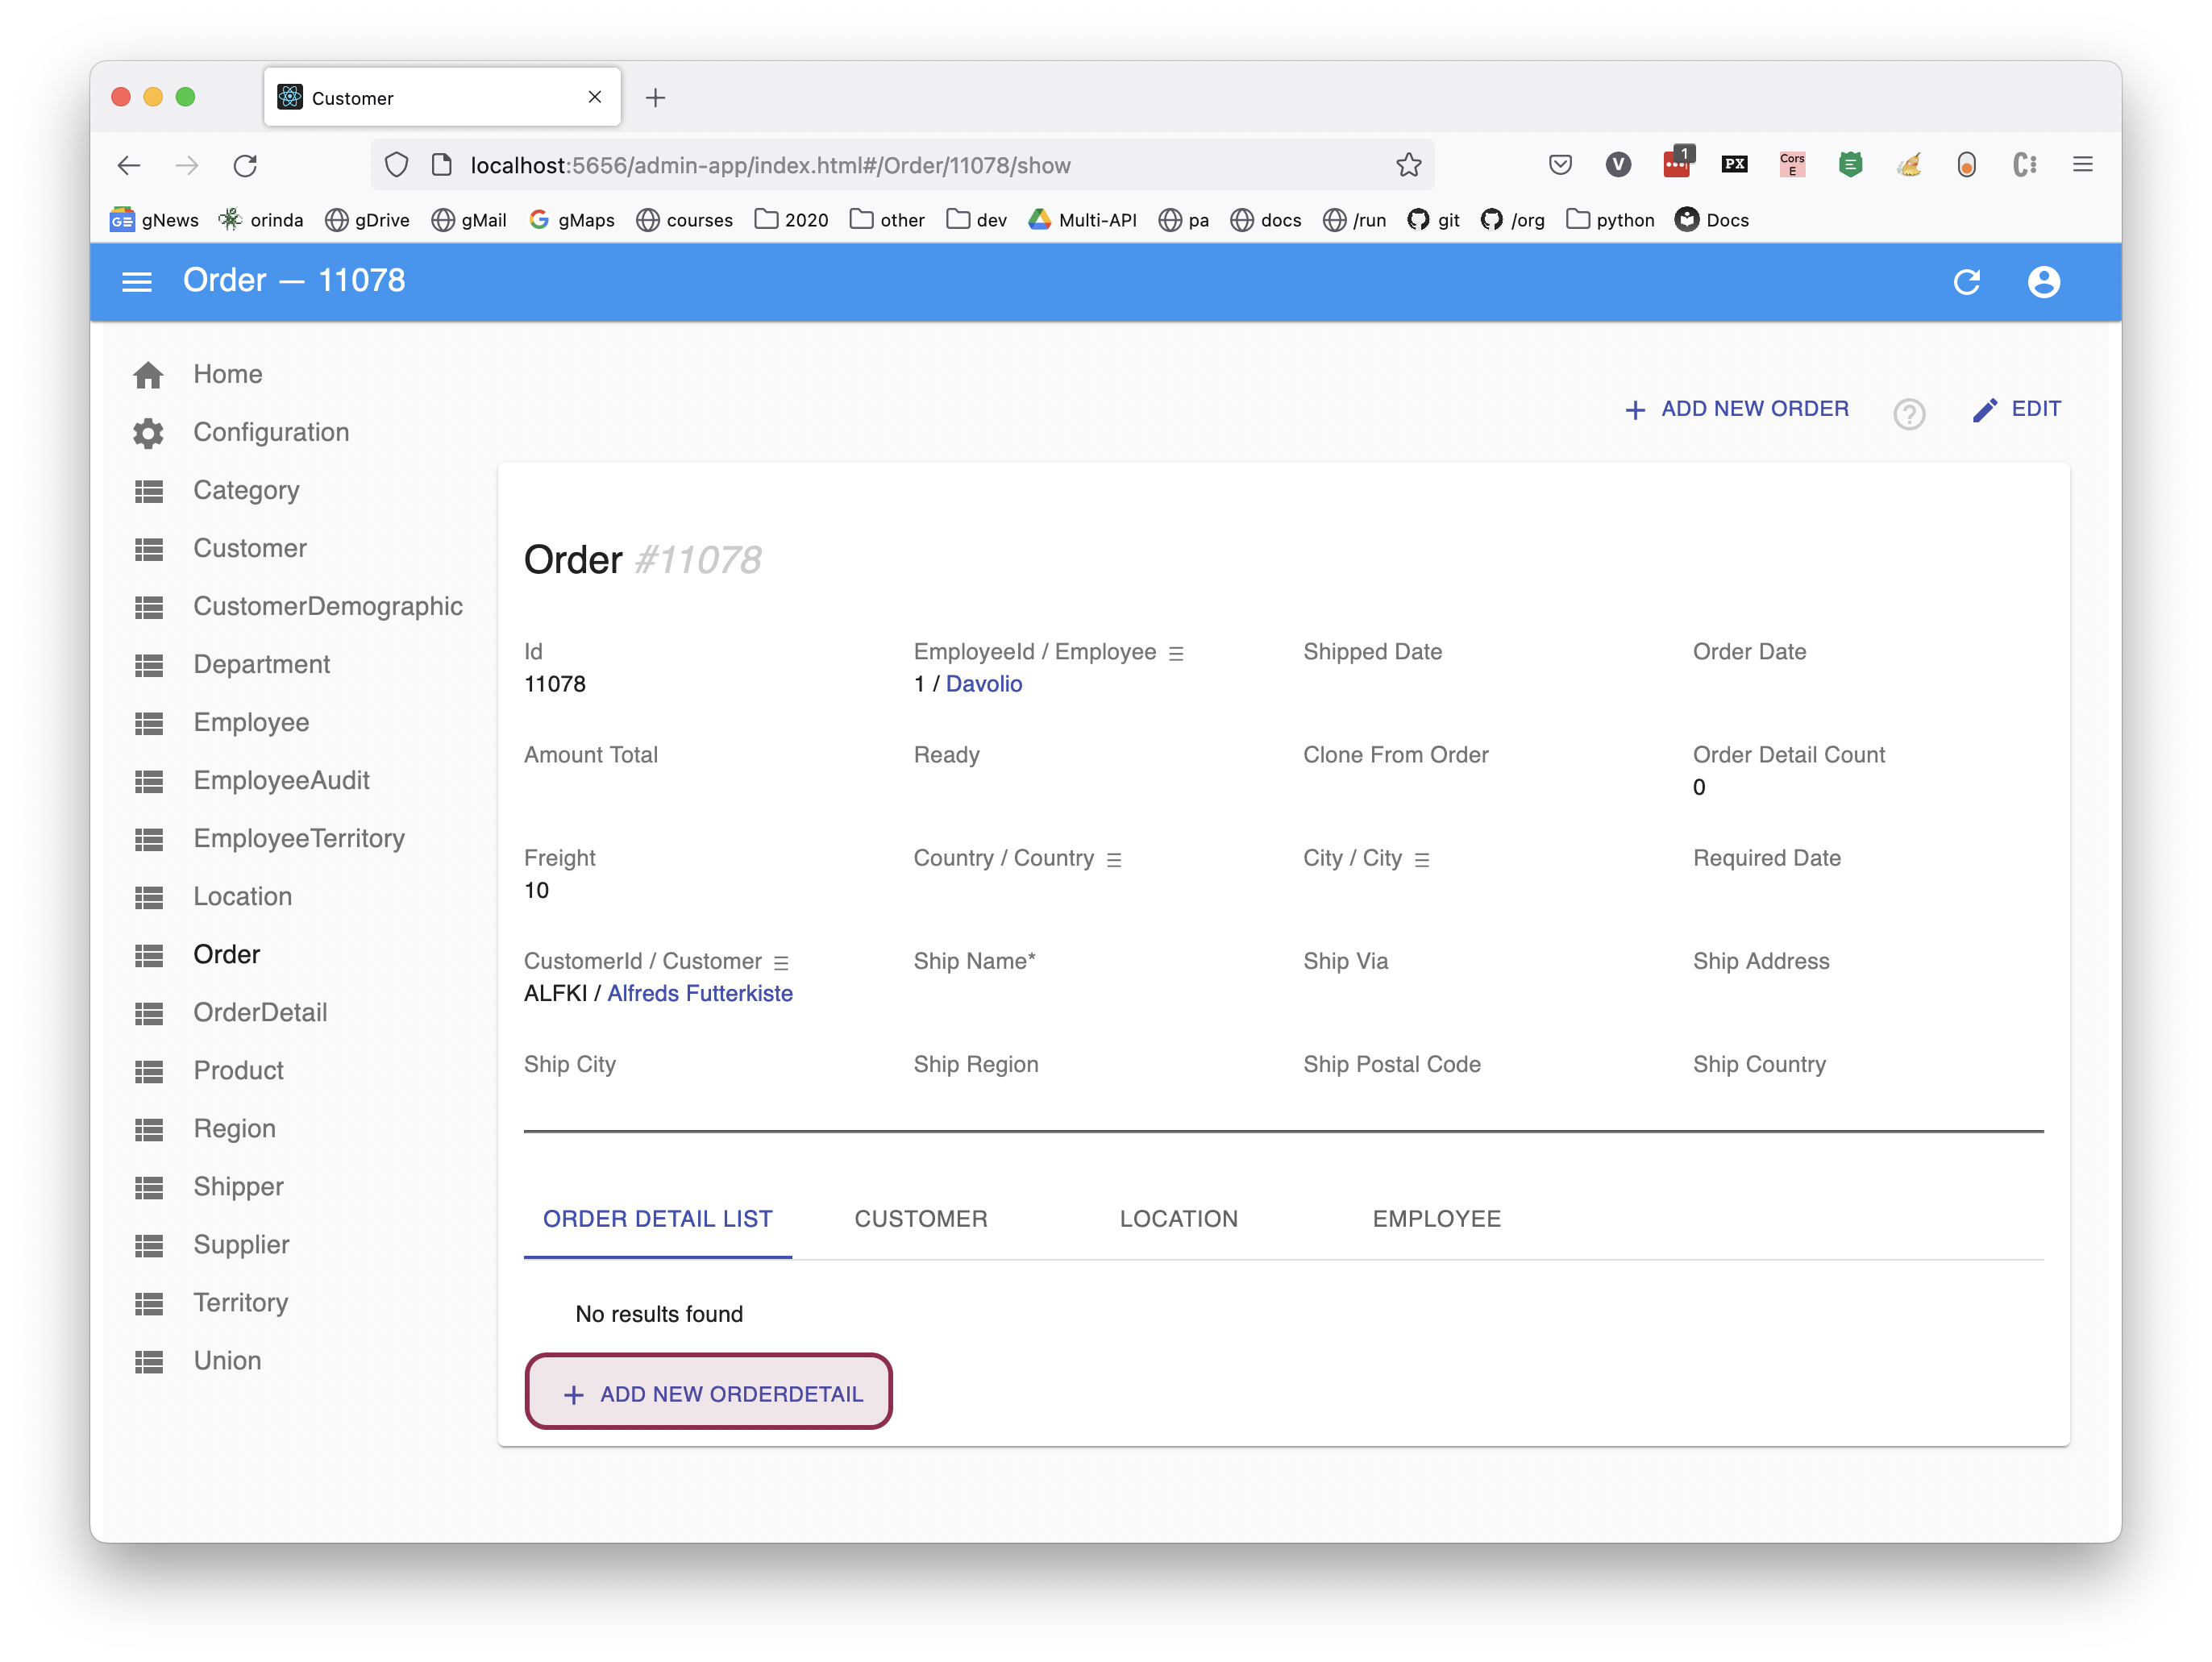 Customer
localhost:5656/admin-app/index.html#/Order/11078/show
V
1
PX
Cors
E
GE gNews orinda gDrive gMail gMaps courses 2020 other dev Multi-API pa docs /run git /org python Docs
Order — 11078
Home
Configuration
Category
Customer
CustomerDemographic
Department
Employee
EmployeeAudit
EmployeeTerritory
Location
Order
OrderDetail
Product
Region
Shipper
Supplier
Territory
Union
+ ADD NEW ORDER ? EDIT
Order #11078
Id EmployeeId / Employee Shipped Date Order Date
11078 1 / Davolio
Amount Total Ready Clone From Order Order Detail Count
0
Freight Country / Country City / City Required Date
10
CustomerId / Customer Ship Name* Ship Via Ship Address
ALFKI / Alfreds Futterkiste
Ship City Ship Region Ship Postal Code Ship Country
ORDER DETAIL LIST CUSTOMER LOCATION EMPLOYEE
No results found
+ ADD NEW ORDERDETAIL